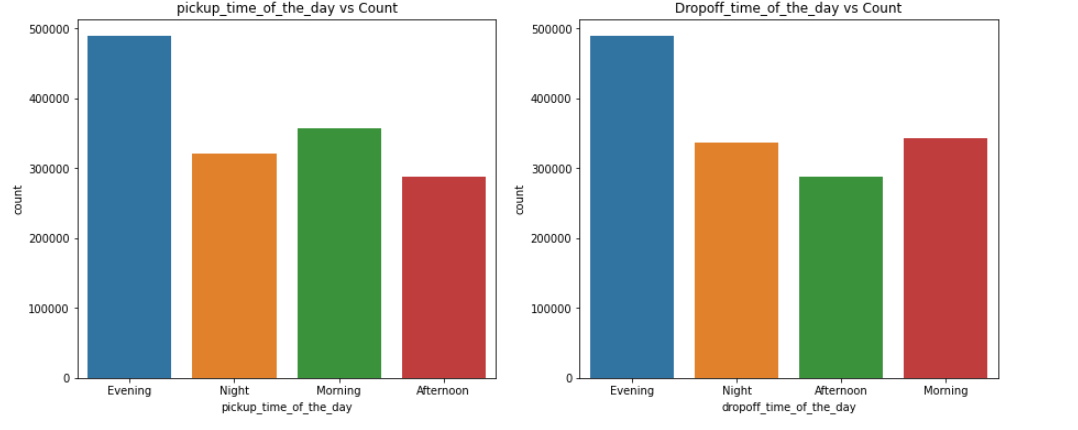 pickup_time_of_the_day vs Count
500000
400000
300000
200000
100000
0
count
Evening Night Morning Afternoon
pickup_time_of_the_day
Dropoff_time_of_the_day vs Count
500000
400000
300000
200000
100000
0
count
Evening Night Afternoon Morning
dropoff_time_of_the_day